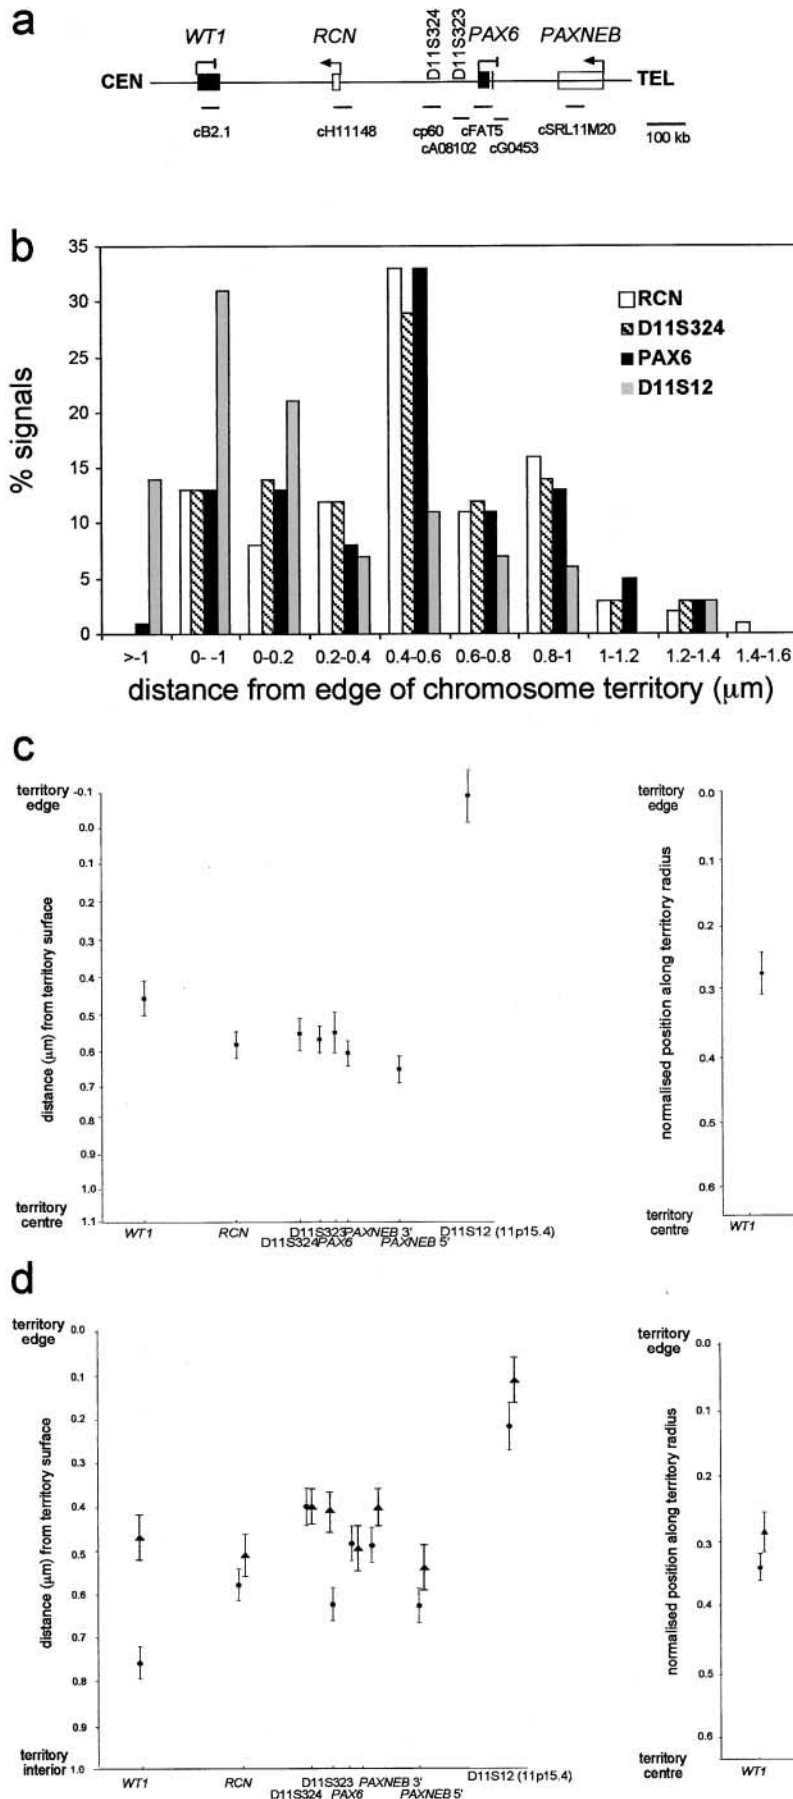 a
WT1 RCN D11S324 D11S323 PAX6 PAXNEB
CEN TEL
cB2.1 cH11148 cp60 cFAT5 cSRL11M20 100 kb
cA08102 cG0453
b
35
30
25
20
15
10
5
0
% signals
RCN
D11S324
PAX6
D11S12
>-1 0- -1 0-0.2 0.2-0.4 0.4-0.6 0.6-0.8 0.8-1 1-1.2 1.2-1.4 1.4-1.6
distance from edge of chromosome territory (μm)
c
territory edge
-0.1
0.0
0.1
0.2
0.3
0.4
0.5
0.6
0.7
0.8
0.9
1.0
1.1
distance (μm) from territory surface
territory centre
WT1 RCN D11S323 PAXNEB 3' D11S12 (11p15.4)
D11S324 PAX6 PAXNEB 5'
territory edge
0.0
0.1
0.2
0.3
0.4
0.5
0.6
normalised position along territory radius
territory centre
WT1
d
territory edge
0.0
0.1
0.2
0.3
0.4
0.5
0.6
0.7
0.8
0.9
1.0
distance (μm) from territory surface
territory interior
WT1 RCN D11S323 PAXNEB 3' D11S12 (11p15.4)
D11S324 PAX6 PAXNEB 5'
territory edge
0.0
0.1
0.2
0.3
0.4
0.5
0.6
normalised position along territory radius
territory centre
WT1